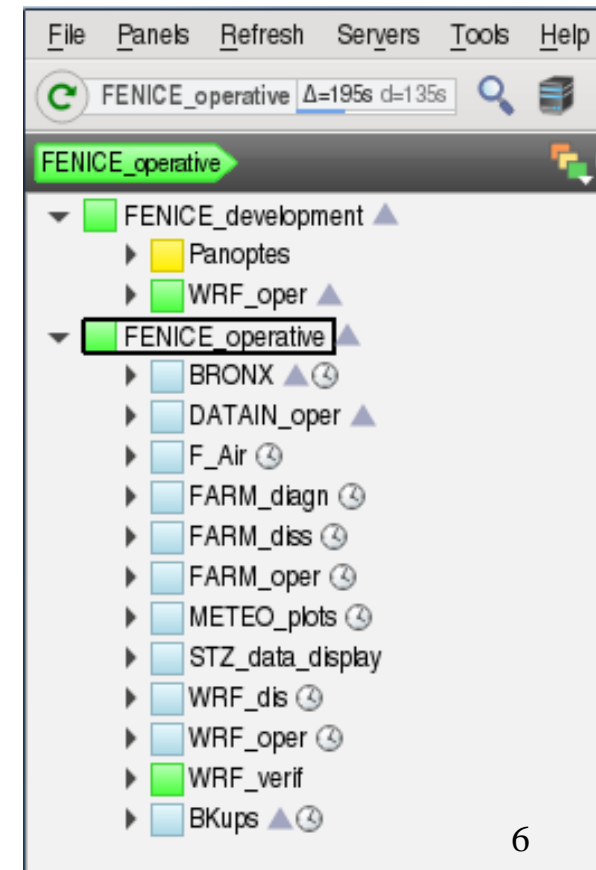 File Panels Refresh Servers Tools Help
FENICE_operative Δ=195s d=135s
FENICE_operative
FENICE_development
Panoptes
WRF_oper
FENICE_operative
BRONX
DATAIN_oper
F_Air
FARM_diagn
FARM_diss
FARM_oper
METEO_plots
STZ_data_display
WRF_dis
WRF_oper
WRF_verif
BKups
6